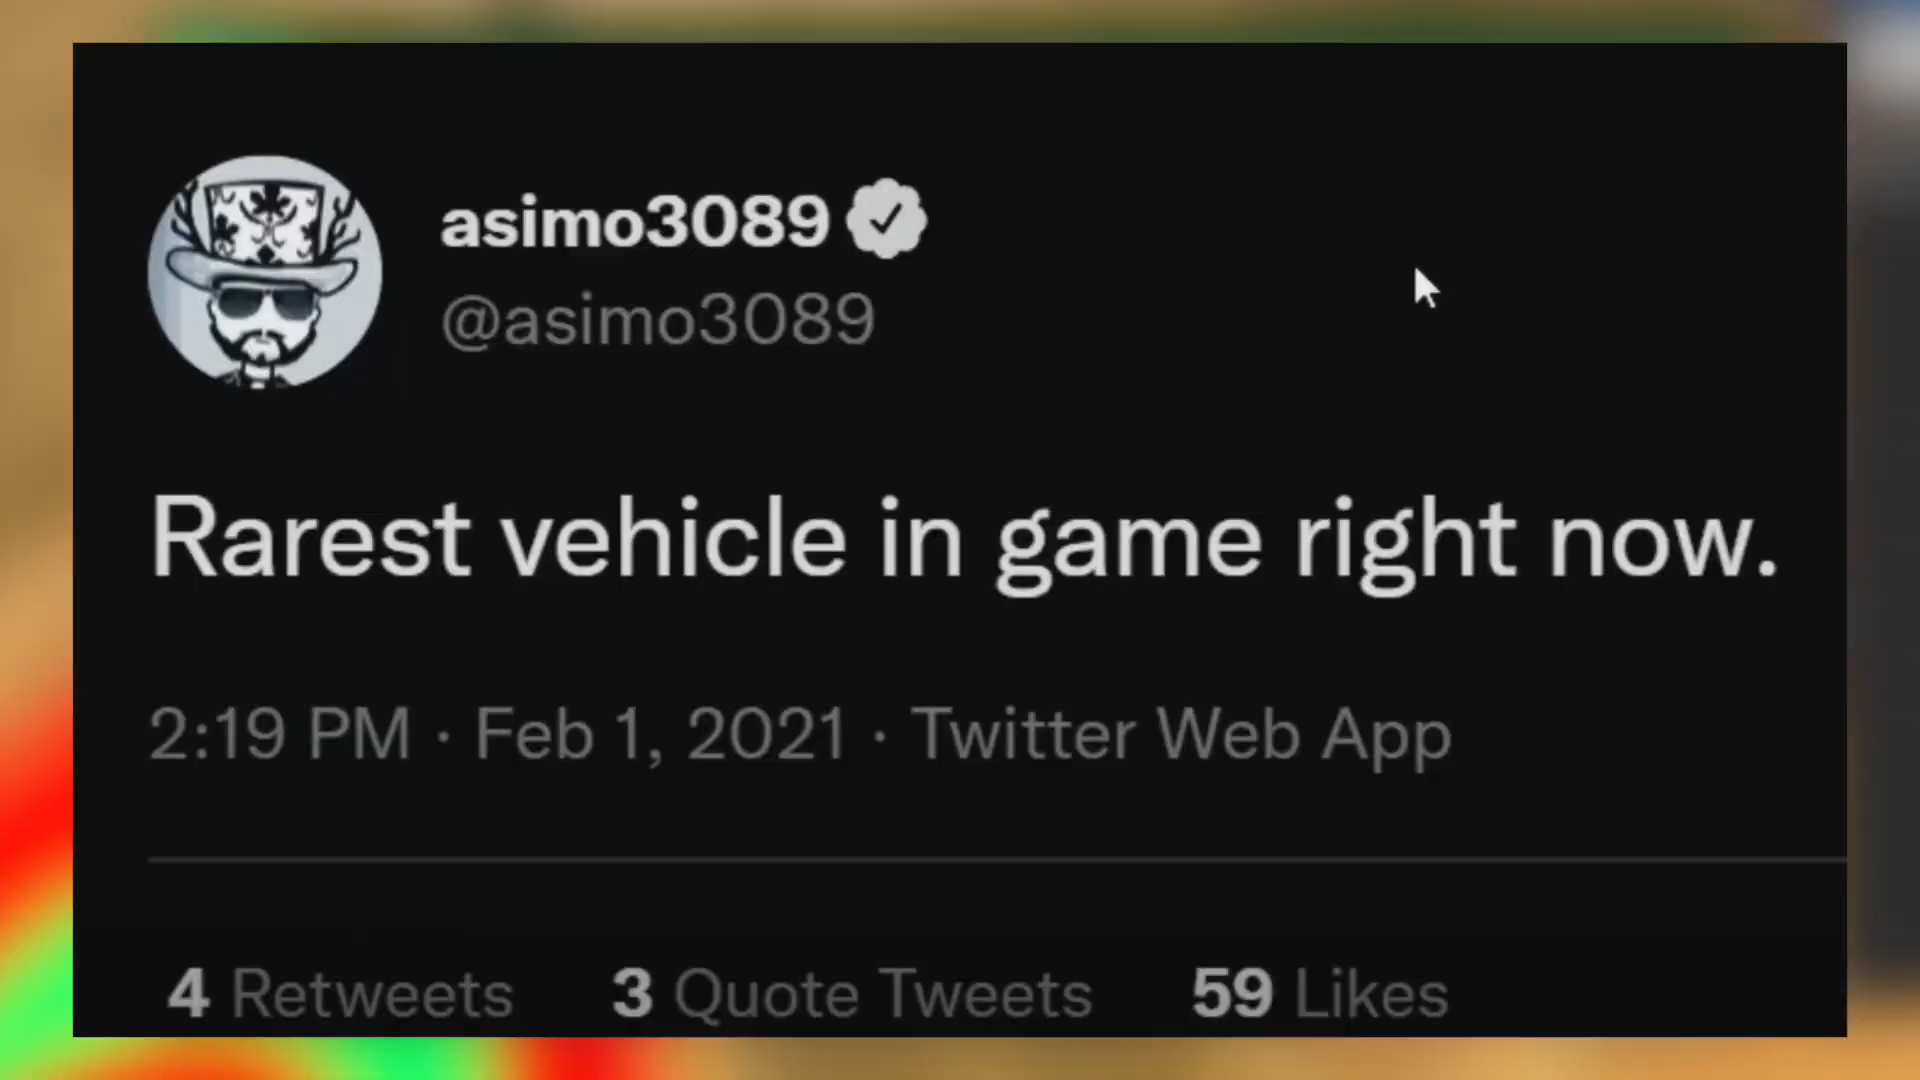 asimo3089
@asimo3089
Rarest vehicle in game right now.
2:19 PM · Feb 1, 2021 · Twitter Web App
4 Retweets 3 Quote Tweets 59 Likes